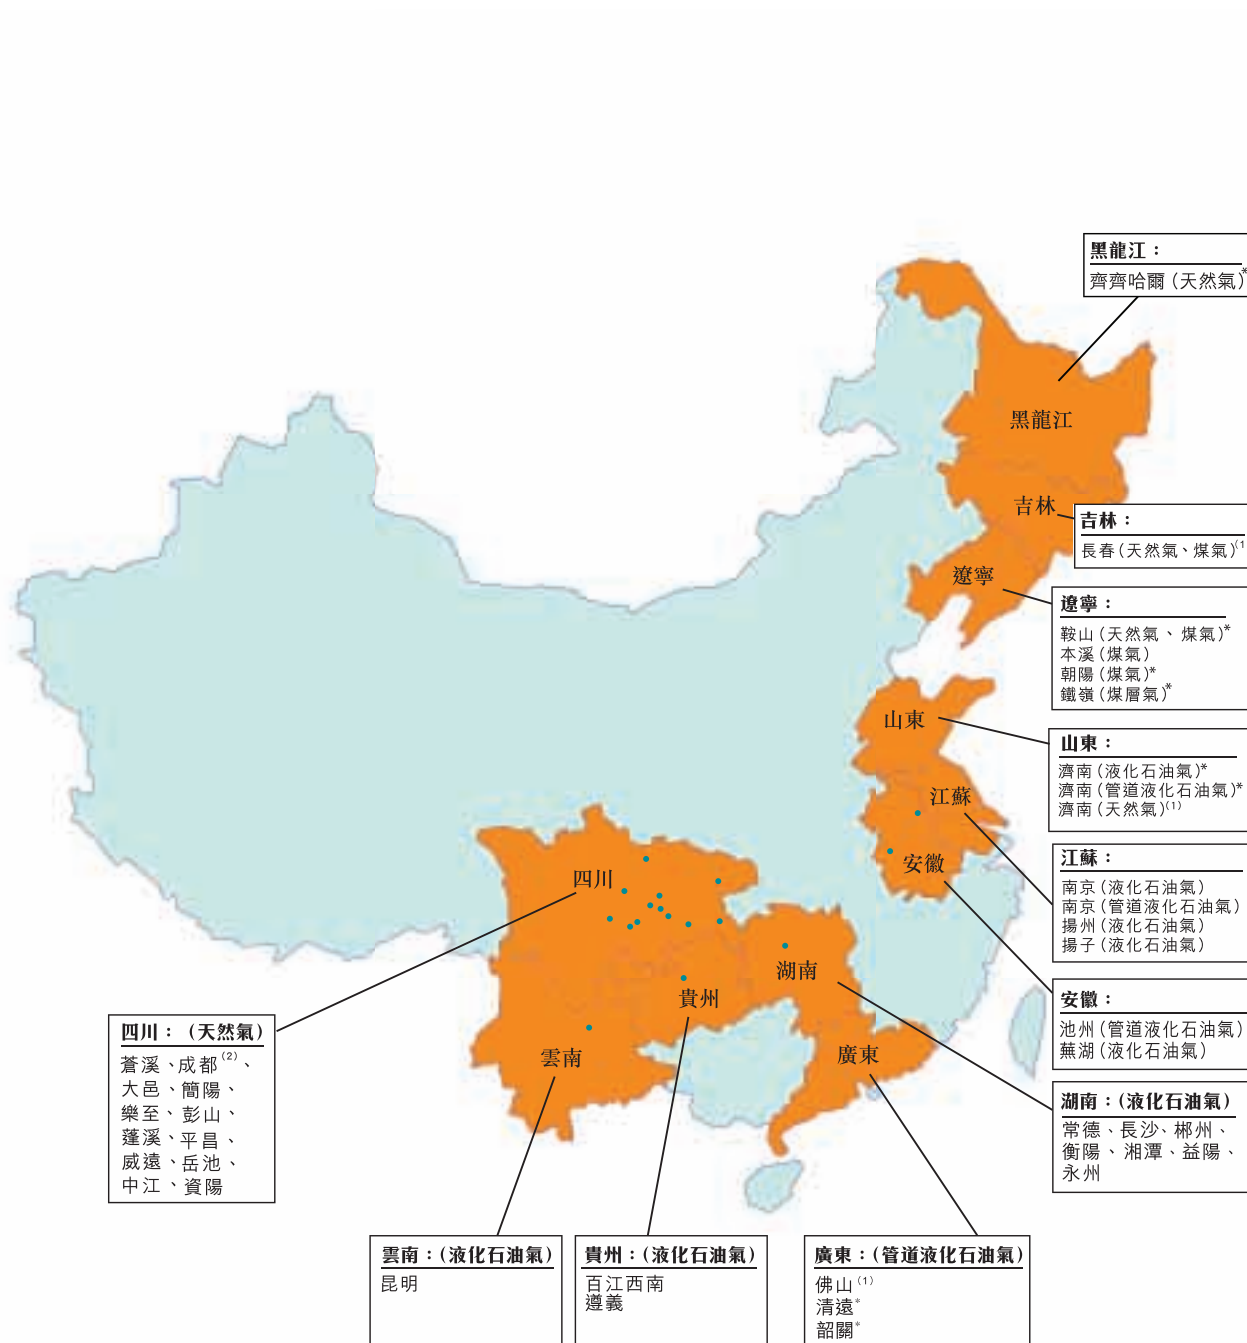 黑龍江：
齊齊哈爾（天然氣）*
黑龍江
吉林
吉林：
長春（天然氣、煤氣）(1
遼寧
遼寧：
鞍山（天然氣、煤氣）*
本溪（煤氣）
朝陽（煤氣）*
鐵嶺（煤層氣）*
山東
山東：
濟南（液化石油氣）*
濟南（管道液化石油氣）*
濟南（天然氣）(1)
江蘇
江蘇：
南京（液化石油氣）
南京（管道液化石油氣）
揚州（液化石油氣）
揚子（液化石油氣）
安徽
安徽：
池州（管道液化石油氣）
蕪湖（液化石油氣）
四川
湖南
貴州
雲南
廣東
湖南：（液化石油氣）
常德、長沙、郴州、
衡陽、湘潭、益陽、
永州
四川：（天然氣）
蒼溪、成都(2)、
大邑、簡陽、
樂至、彭山、
蓬溪、平昌、
威遠、岳池、
中江、資陽
雲南：（液化石油氣）
昆明
貴州：（液化石油氣）
百江西南
遵義
廣東：（管道液化石油氣）
佛山(1)
清遠*
韶關*